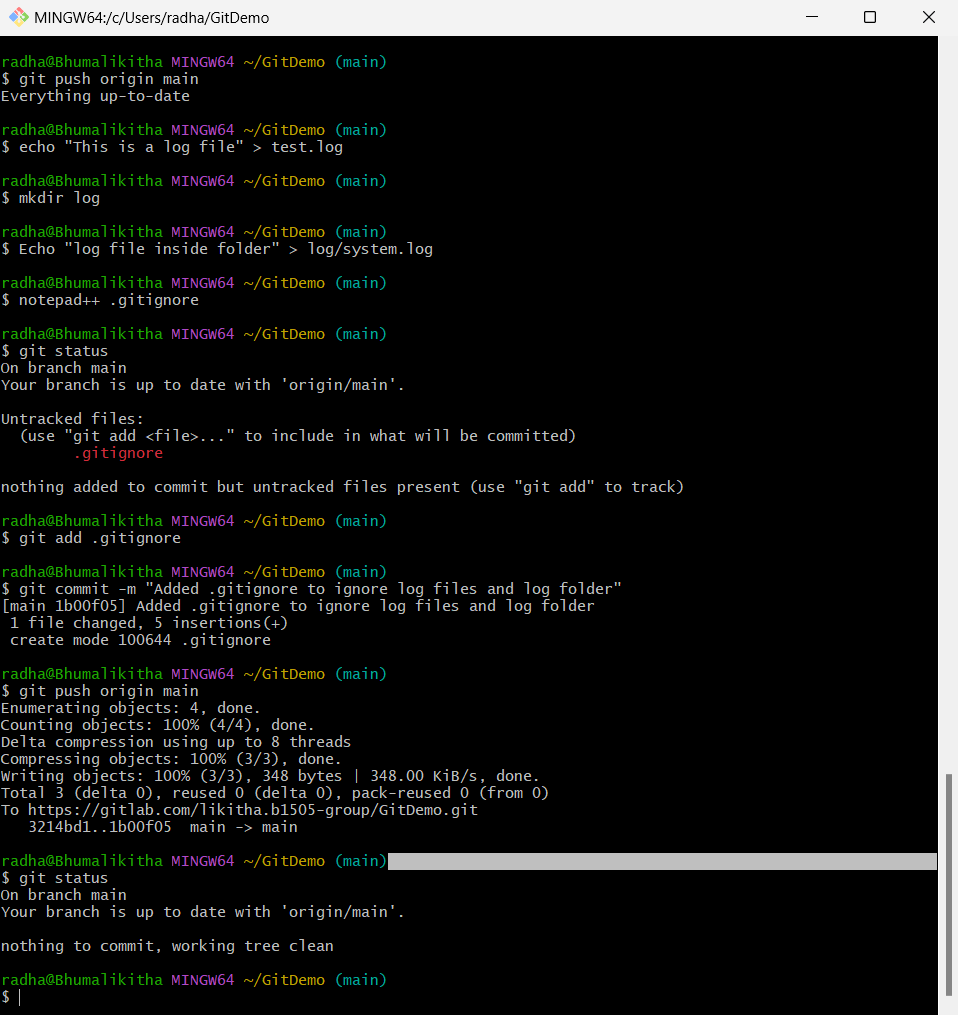 MINGW64:/c/Users/radha/GitDemo
radha@Bhumalikitha MINGW64 ~/GitDemo (main)
$ git push origin main
Everything up-to-date
radha@Bhumalikitha MINGW64 ~/GitDemo (main)
$ echo "This is a log file" > test.log
radha@Bhumalikitha MINGW64 ~/GitDemo (main)
$ mkdir log
radha@Bhumalikitha MINGW64 ~/GitDemo (main)
$ Echo "log file inside folder" > log/system.log
radha@Bhumalikitha MINGW64 ~/GitDemo (main)
$ notepad++ .gitignore
radha@Bhumalikitha MINGW64 ~/GitDemo (main)
$ git status
On branch main
Your branch is up to date with 'origin/main'.
Untracked files:
  (use "git add <file>..." to include in what will be committed)
        .gitignore
nothing added to commit but untracked files present (use "git add" to track)
radha@Bhumalikitha MINGW64 ~/GitDemo (main)
$ git add .gitignore
radha@Bhumalikitha MINGW64 ~/GitDemo (main)
$ git commit -m "Added .gitignore to ignore log files and log folder"
[main 1b00f05] Added .gitignore to ignore log files and log folder
 1 file changed, 5 insertions(+)
 create mode 100644 .gitignore
radha@Bhumalikitha MINGW64 ~/GitDemo (main)
$ git push origin main
Enumerating objects: 4, done.
Counting objects: 100% (4/4), done.
Delta compression using up to 8 threads
Compressing objects: 100% (3/3), done.
Writing objects: 100% (3/3), 348 bytes | 348.00 KiB/s, done.
Total 3 (delta 0), reused 0 (delta 0), pack-reused 0 (from 0)
To https://gitlab.com/likitha.b1505-group/GitDemo.git
   3214bd1..1b00f05  main -> main
radha@Bhumalikitha MINGW64 ~/GitDemo (main)
$ git status
On branch main
Your branch is up to date with 'origin/main'.
nothing to commit, working tree clean
radha@Bhumalikitha MINGW64 ~/GitDemo (main)
$